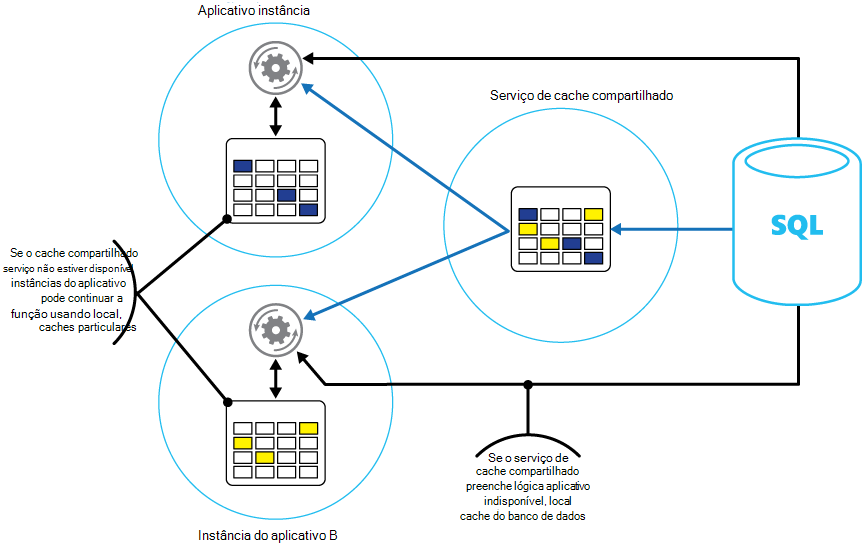 Aplicativo instância
Serviço de cache compartilhado
SQL
Se o cache compartilhado
serviço não estiver disponível
instâncias do aplicativo
pode continuar a
função usando local,
caches particulares
Se o serviço de
cache compartilhado
preenche lógica aplicativo
indisponível, local
cache do banco de dados
Instância do aplicativo B